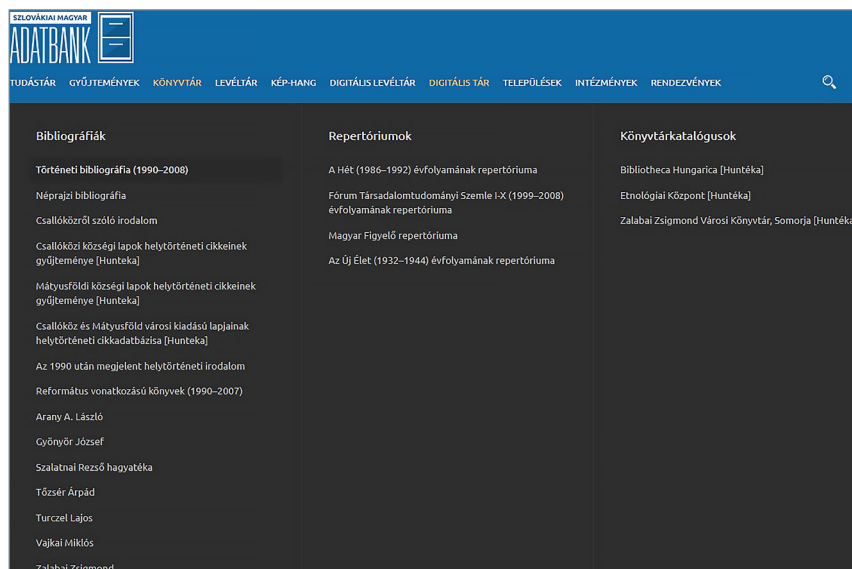 SZLOVÁKIAI MAGYAR
ADATBANK
TUDÁSTÁR GYŰJTEMÉNYEK KÖNYVTÁR LEVÉLTÁR KÉP-HANG DIGITÁLIS LEVÉLTÁR DIGITÁLIS TÁR TELEPÜLÉSEK INTÉZMÉNYEK RENDEZVÉNYEK
Bibliográfiák
Történeti bibliográfia (1990–2008)
Néprajzi bibliográfia
Csallóközről szóló irodalom
Csallóközi községi lapok helytörténeti cikkeinek
gyűjteménye [Hunteka]
Mátyusföldi községi lapok helytörténeti cikkeinek
gyűjteménye [Hunteka]
Csallóköz és Mátyusföld városi kiadású lapjainak
helytörténeti cikkadatbázisa [Hunteka]
Az 1990 után megjelent helytörténeti irodalom
Református vonatkozású könyvek (1990–2007)
Arany A. László
Gyönyör József
Szalatnai Rezső hagyatéka
Tőzsér Árpád
Turczel Lajos
Vajkai Miklós
Zalabai Zsigmond
Repertóriumok
A Hét (1986–1992) évfolyamának repertóriuma
Fórum Társadalomtudományi Szemle I-X (1999–2008)
évfolyamának repertóriuma
Magyar Figyelő repertóriuma
Az Új Élet (1932–1944) évfolyamának repertóriuma
Könyvtárkatalógusok
Bibliotheca Hungarica [Huntéka]
Etnológiai Központ [Huntéka]
Zalabai Zsigmond Városi Könyvtár, Somorja [Huntéka